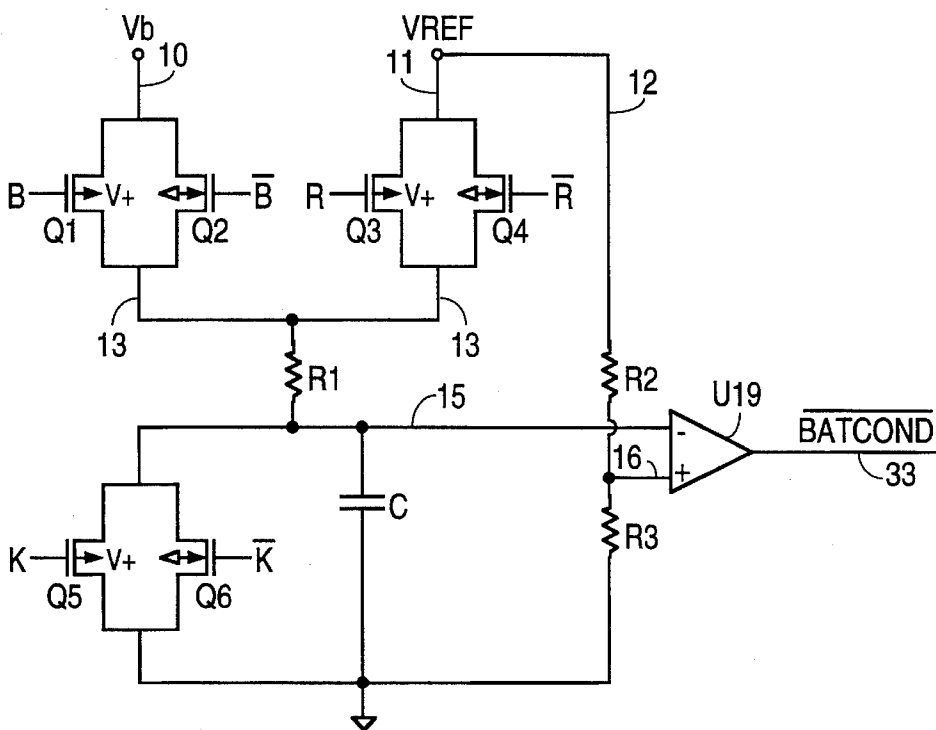 Vb
VREF
10
11
12
B
V+
B̅
R
V+
R̅
Q1
Q2
Q3
Q4
13
13
R1
R2
15
U19
-
B̅A̅T̅C̅O̅N̅D̅
16
+
33
C
R3
K
V+
K̅
Q5
Q6